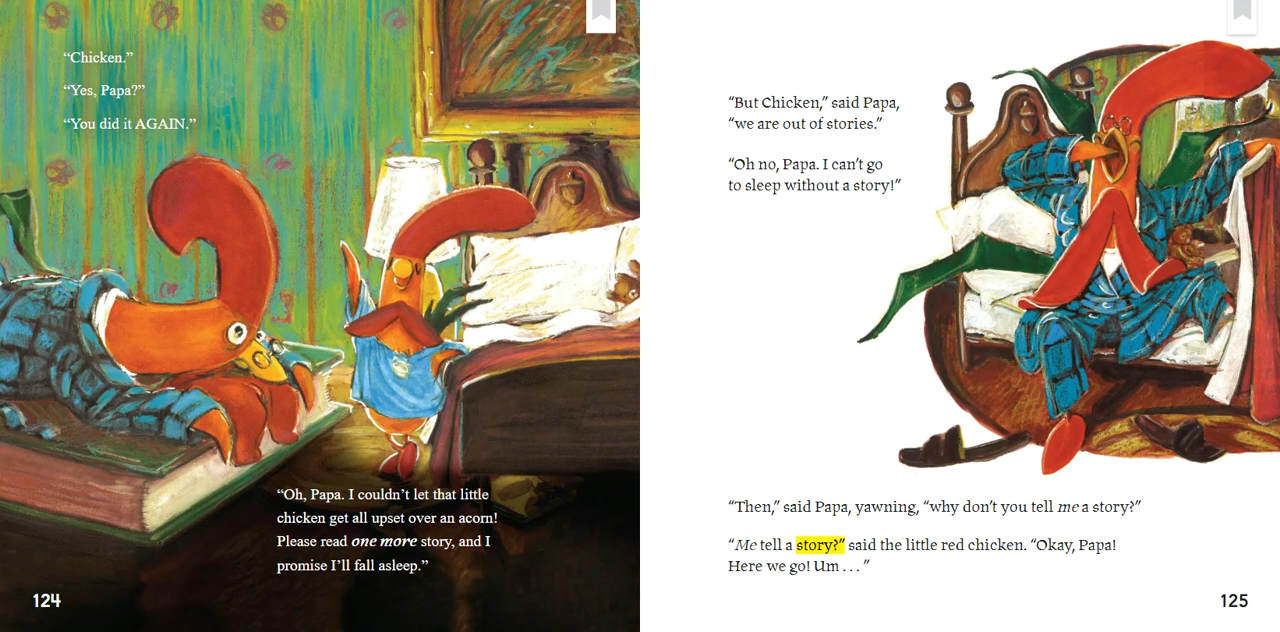 “Chicken.”
“Yes, Papa?”
“You did it AGAIN.”
“Oh, Papa. I couldn’t let that little
chicken get all upset over an acorn!
Please read one more story, and I
promise I’ll fall asleep.”
124
“But Chicken,” said Papa,
“we are out of stories.”
“Oh no, Papa. I can’t go
to sleep without a story!”
“Then,” said Papa, yawning, “why don’t you tell me a story?”
“Me tell a story?” said the little red chicken. “Okay, Papa!
Here we go! Um . . . ”
125